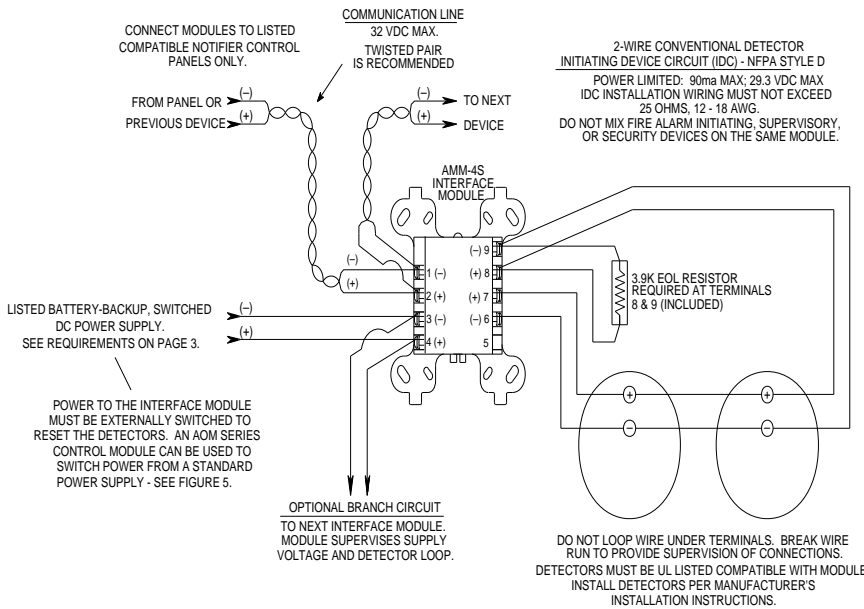 CONNECT MODULES TO LISTED
COMPATIBLE NOTIFIER CONTROL
PANELS ONLY.
COMMUNICATION LINE
32 VDC MAX.
TWISTED PAIR
IS RECOMMENDED
2-WIRE CONVENTIONAL DETECTOR
INITIATING DEVICE CIRCUIT (IDC) - NFPA STYLE D
POWER LIMITED: 90ma MAX; 29.3 VDC MAX
IDC INSTALLATION WIRING MUST NOT EXCEED
25 OHMS, 12 - 18 AWG.
DO NOT MIX FIRE ALARM INITIATING, SUPERVISORY,
OR SECURITY DEVICES ON THE SAME MODULE.
FROM PANEL OR (–)
PREVIOUS DEVICE (+)
(–) TO NEXT
(+) DEVICE
AMM-4S
INTERFACE
MODULE
(–)
(+)
1 (–)
2 (+)
3 (–)
4 (+)
(–) 9
(+) 8
(+) 7
(–) 6
5
3.9K EOL RESISTOR
REQUIRED AT TERMINALS
8 & 9 (INCLUDED)
LISTED BATTERY-BACKUP, SWITCHED
DC POWER SUPPLY.
SEE REQUIREMENTS ON PAGE 3.
(–)
(+)
POWER TO THE INTERFACE MODULE
MUST BE EXTERNALLY SWITCHED TO
RESET THE DETECTORS. AN AOM SERIES
CONTROL MODULE CAN BE USED TO
SWITCH POWER FROM A STANDARD
POWER SUPPLY - SEE FIGURE 5.
+ +
– –
OPTIONAL BRANCH CIRCUIT
TO NEXT INTERFACE MODULE.
MODULE SUPERVISES SUPPLY
VOLTAGE AND DETECTOR LOOP.
DO NOT LOOP WIRE UNDER TERMINALS. BREAK WIRE
RUN TO PROVIDE SUPERVISION OF CONNECTIONS.
DETECTORS MUST BE UL LISTED COMPATIBLE WITH MODULE
INSTALL DETECTORS PER MANUFACTURER'S
INSTALLATION INSTRUCTIONS.